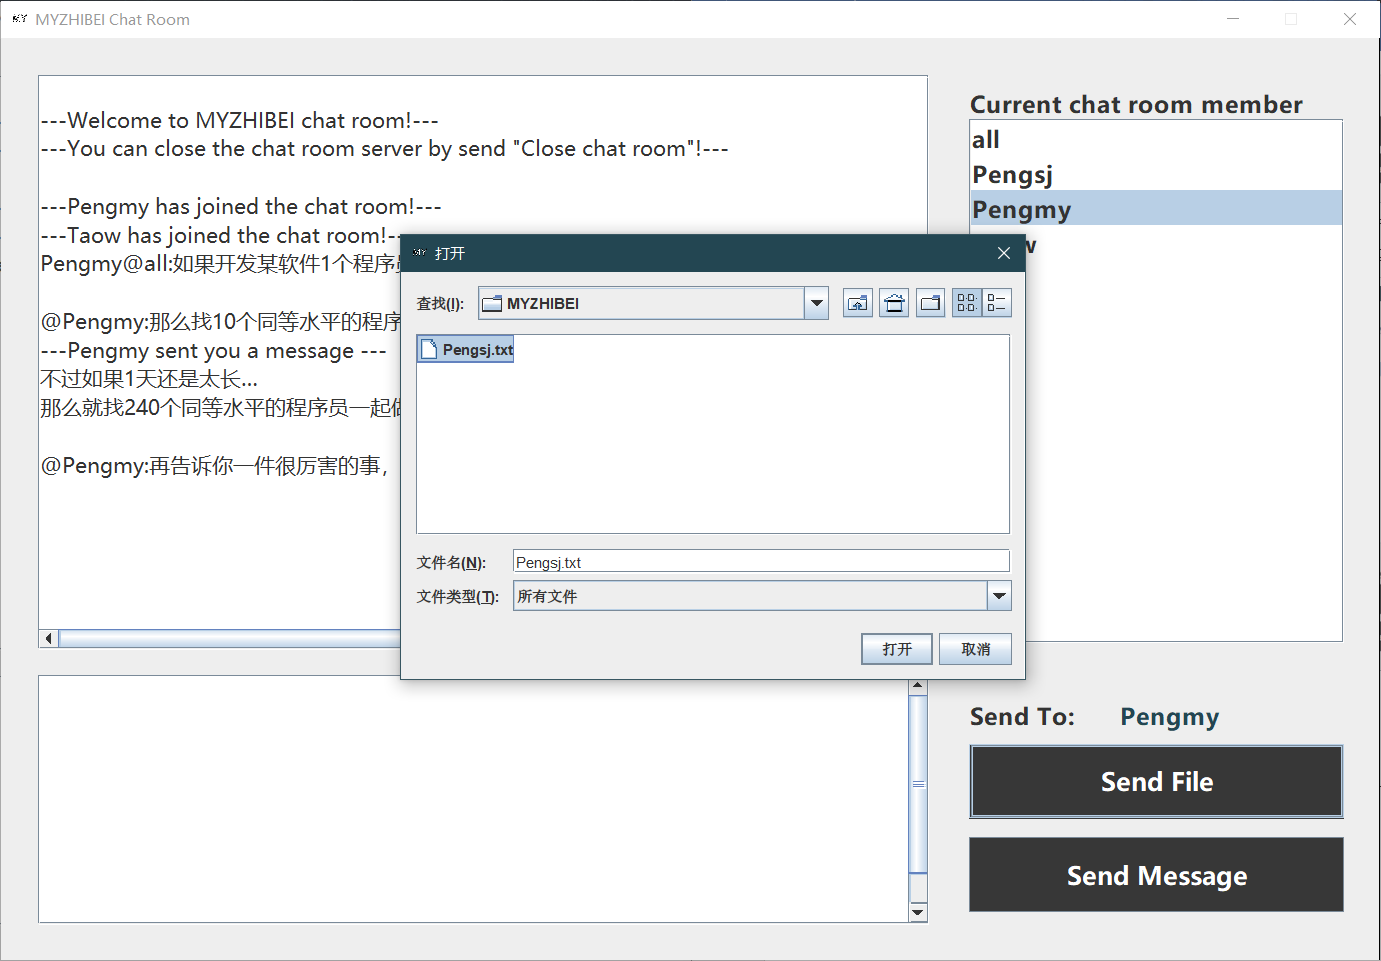 MY MYZHIBEI Chat Room
---Welcome to MYZHIBEI chat room!---
---You can close the chat room server by send "Close chat room"!---
---Pengmy has joined the chat room!---
---Taow has joined the chat room!-
Pengmy@all:如果开发某软件1个程序
@Pengmy:那么找10个同等水平的程序
---Pengmy sent you a message ---
不过如果1天还是太长...
那么就找240个同等水平的程序员一起
@Pengmy:再告诉你一件很厉害的事,
Current chat room member
all
Pengsj
Pengmy
w
MY 打开
查找(I):
MYZHIBEI
Pengsj.txt
文件名(N):
Pengsj.txt
文件类型(T):
所有文件
打开
取消
Send To:
Pengmy
Send File
Send Message